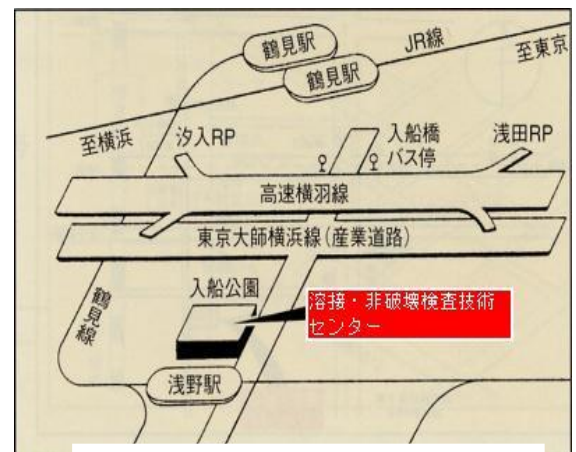 鶴見駅
鶴見駅
JR線
至東京
至横浜
汐入RP
入船橋
バス停
浅田RP
高速横羽線
東京大師横浜線(産業道路)
鶴見線
入船公園
溶接・非破壊検査技術
センター
浅野駅